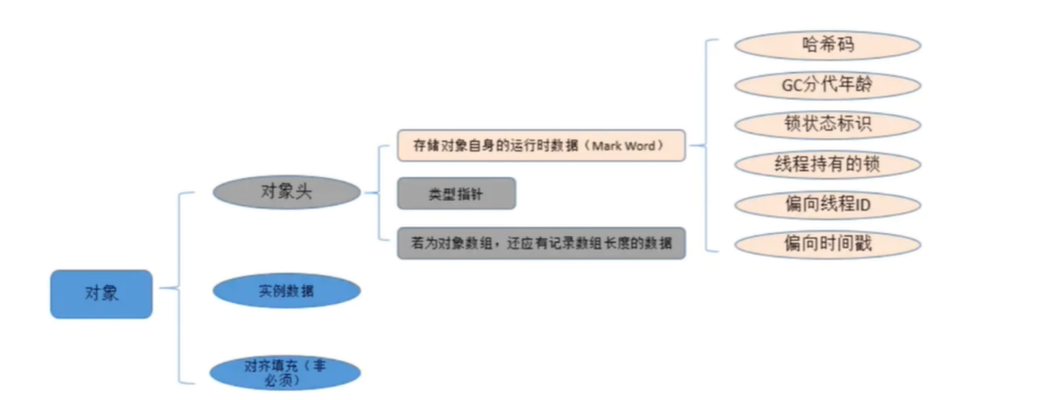 哈希码
GC分代年龄
锁状态标识
线程持有的锁
偏向线程ID
偏向时间戳
存储对象自身的运行时数据（Mark Word）
类型指针
若为对象数组，还应有记录数组长度的数据
对象头
实例数据
对齐填充（非
必须）
对象